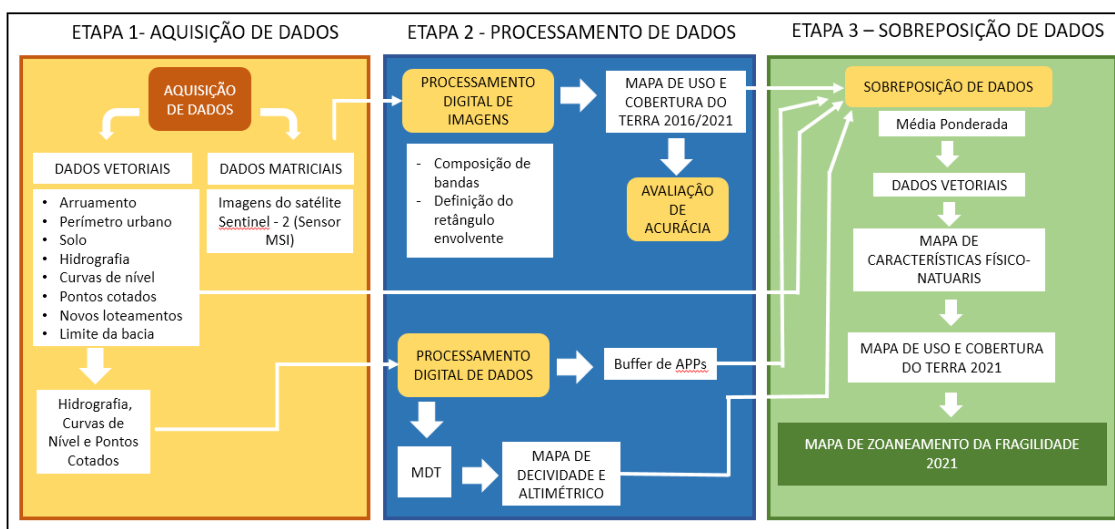 ETAPA 1- AQUISIÇÃO DE DADOS
AQUISIÇÃO
DE DADOS
DADOS VETORIAIS
• Arruamento
• Perímetro urbano
• Solo
• Hidrografia
• Curvas de nível
• Pontos cotados
• Novos loteamentos
• Limite da bacia
DADOS MATRICIAIS
Imagens do satélite
Sentinel - 2 (Sensor
MSI)
Hidrografia,
Curvas de
Nível e Pontos
Cotados
ETAPA 2 - PROCESSAMENTO DE DADOS
PROCESSAMENTO
DIGITAL DE
IMAGENS
- Composição de
bandas
- Definição do
retângulo
envolvente
MAPA DE USO E
COBERTURA DO
TERRA 2016/2021
AVALIAÇÃO
DE
ACURÁCIA
PROCESSAMENTO
DIGITAL DE DADOS
Buffer de APPs
MDT
MAPA DE
DECIVIDADE E
ALTIMÉTRICO
ETAPA 3 – SOBREPOSIÇÃO DE DADOS
SOBREPOSIÇÃO DE DADOS
Média Ponderada
DADOS VETORIAIS
MAPA DE
CARACTERÍSTICAS FÍSICO-
NATUARIS
MAPA DE USO E COBERTURA
DO TERRA 2021
MAPA DE ZOANEAMENTO DA FRAGILIDADE
2021